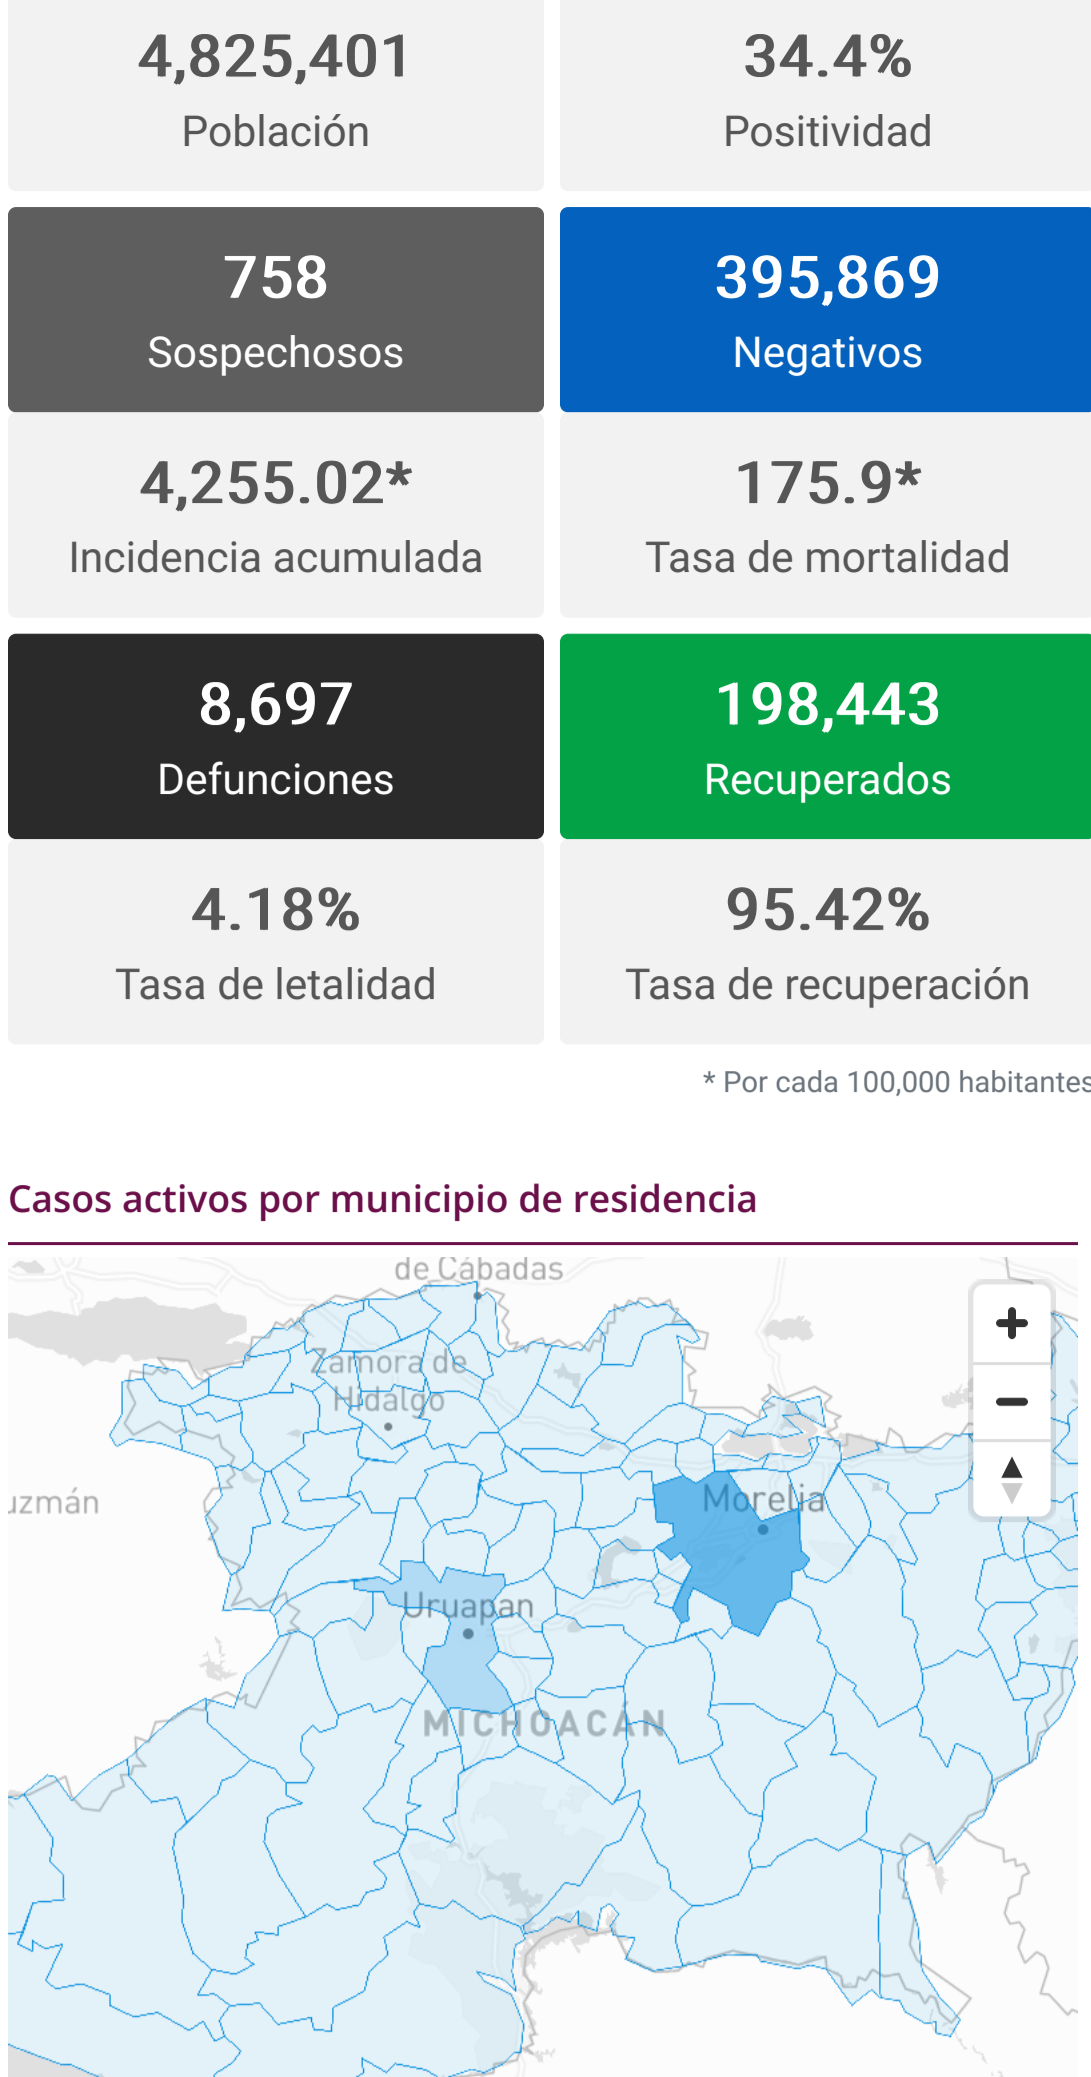 4,825,401
Población
34.4%
Positividad
758
Sospechosos
395,869
Negativos
4,255.02*
Incidencia acumulada
175.9*
Tasa de mortalidad
8,697
Defunciones
198,443
Recuperados
4.18%
Tasa de letalidad
95.42%
Tasa de recuperación
* Por cada 100,000 habitantes
Casos activos por municipio de residencia
de Cábadas
Zamora de
Hidalgo
uzmán
Morelia
Uruapan
MICHOACÁN